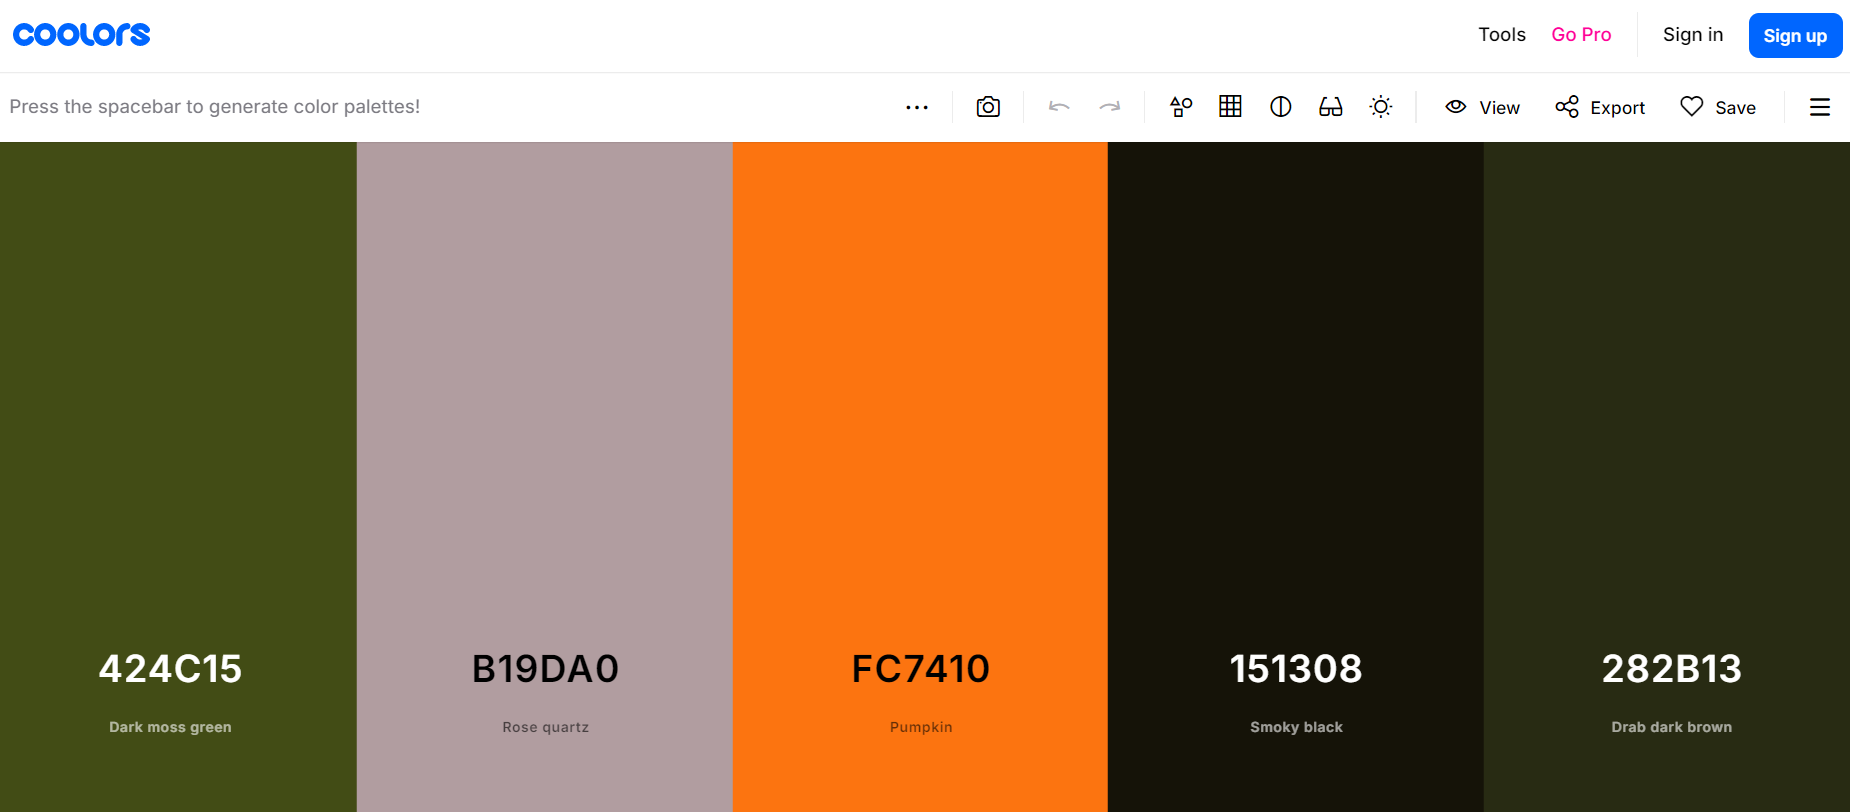 coolors
Tools Go Pro Sign in Sign up
Press the spacebar to generate color palettes!
View Export Save
424C15 B19DA0 FC7410 151308 282B13
Dark moss green Rose quartz Pumpkin Smoky black Drab dark brown